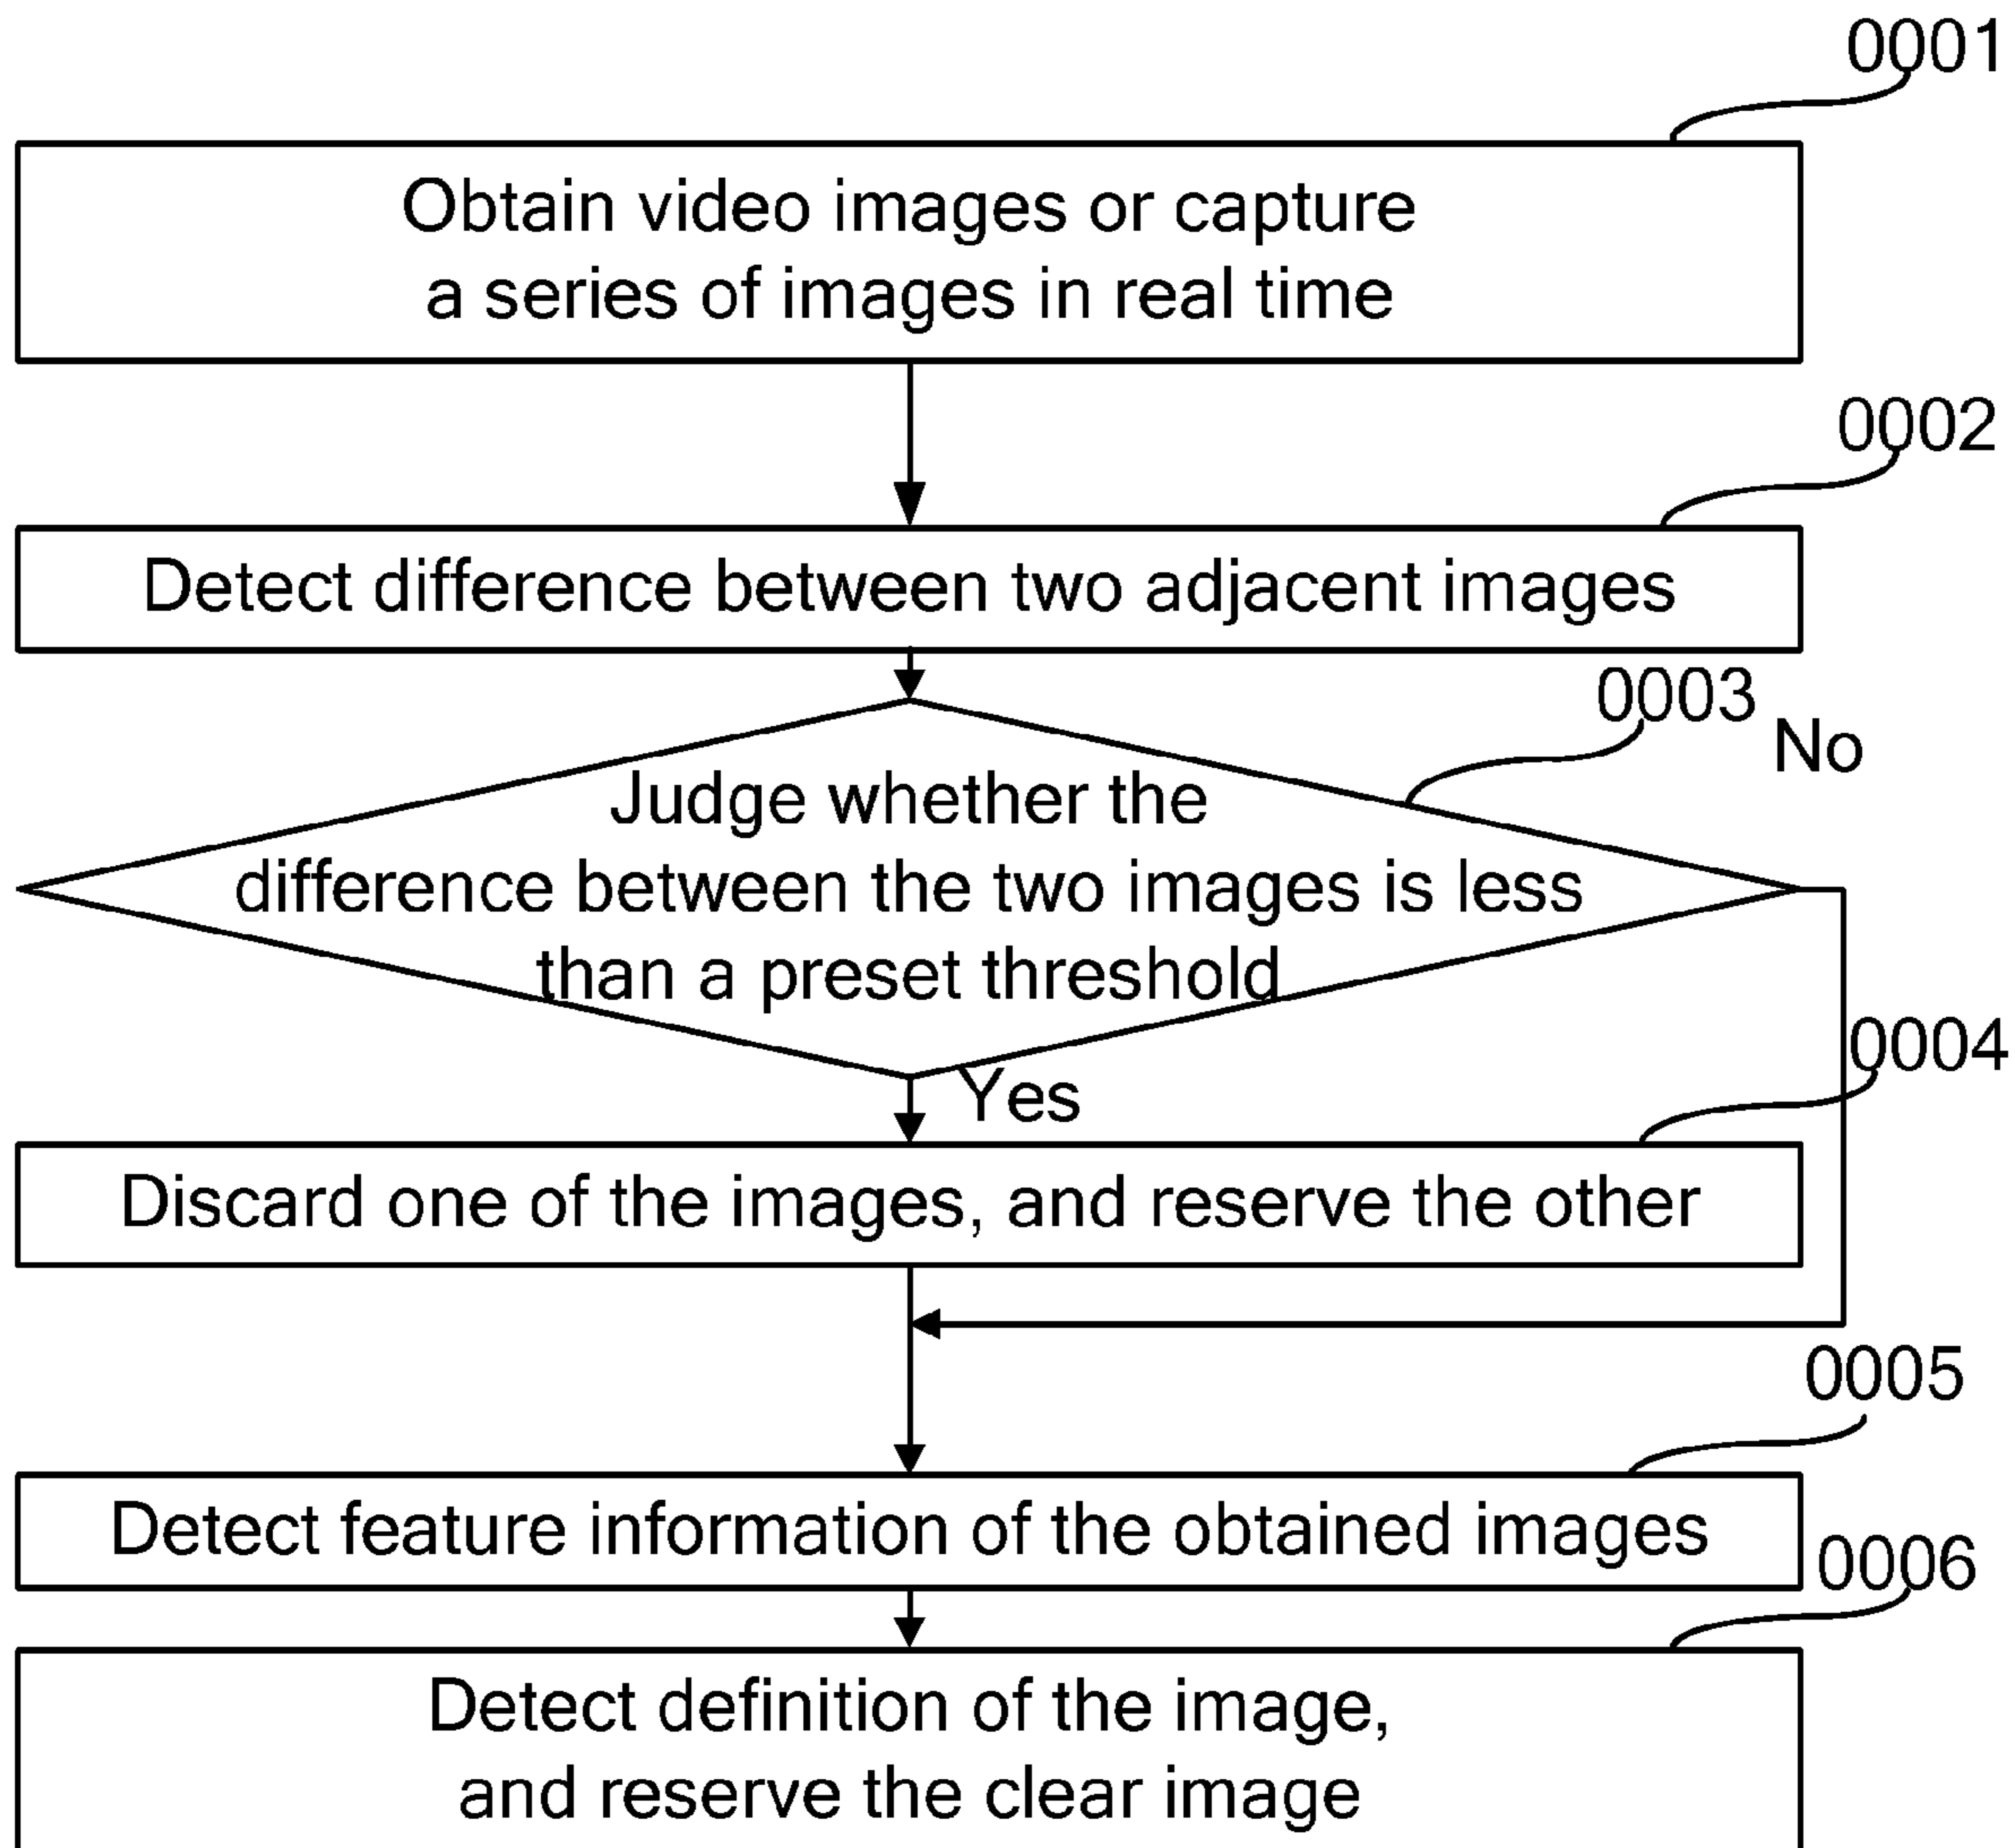 0001
Obtain video images or capture
a series of images in real time
0002
Detect difference between two adjacent images
0003
No
Judge whether the
difference between the two images is less
than a preset threshold
0004
Yes
Discard one of the images, and reserve the other
0005
Detect feature information of the obtained images
0006
Detect definition of the image,
and reserve the clear image